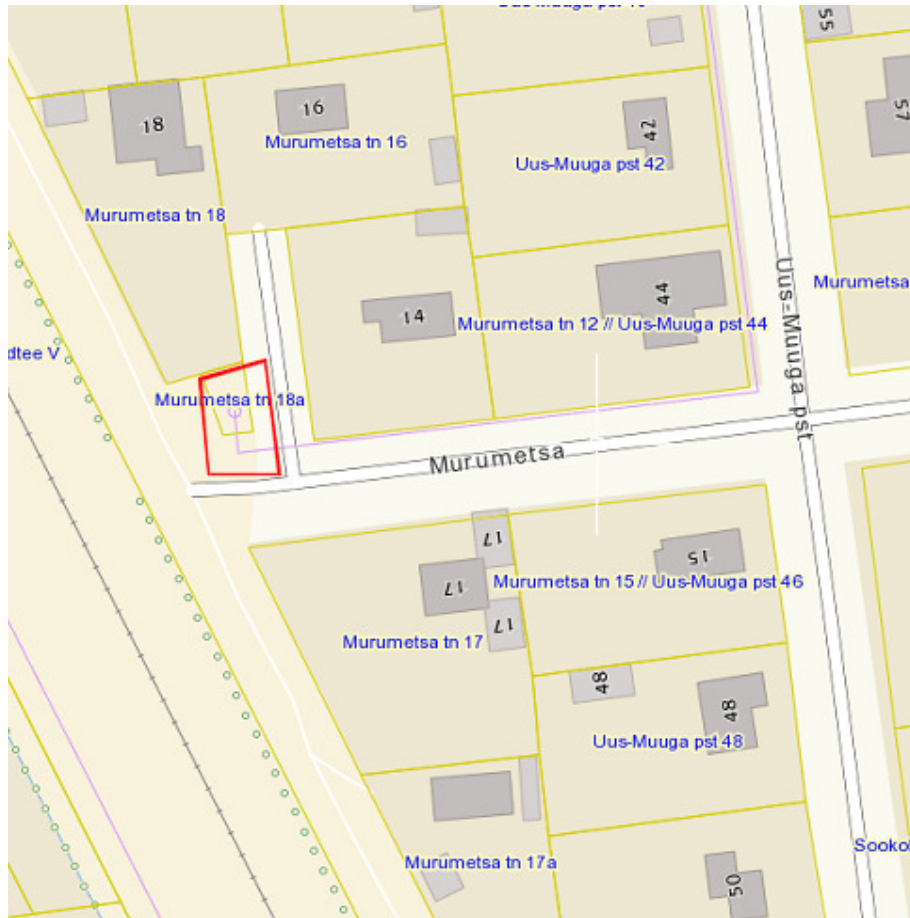 55
18
16
42
57
Murumetsa tn 16
Uus-Muuga pst 42
Murumetsa tn 18
Uus-Muuga pst
44
14
Murumetsa
Murumetsa tn 12 // Uus-Muuga pst 44
dtee V
Murumetsa tn 18a
Murumetsa
17
15
17
Murumetsa tn 15 // Uus-Muuga pst 46
17
Murumetsa tn 17
48
48
Uus-Muuga pst 48
Murumetsa tn 17a
50